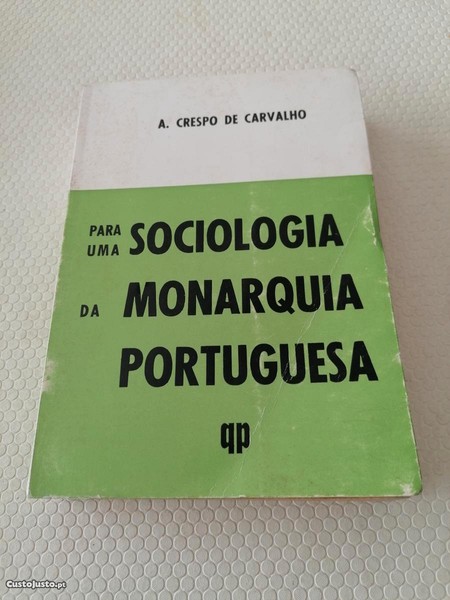 A. CRESPO DE CARVALHO
PARA UMA SOCIOLOGIA
DA MONARQUIA
PORTUGUESA
qp
CustoJusto.pt